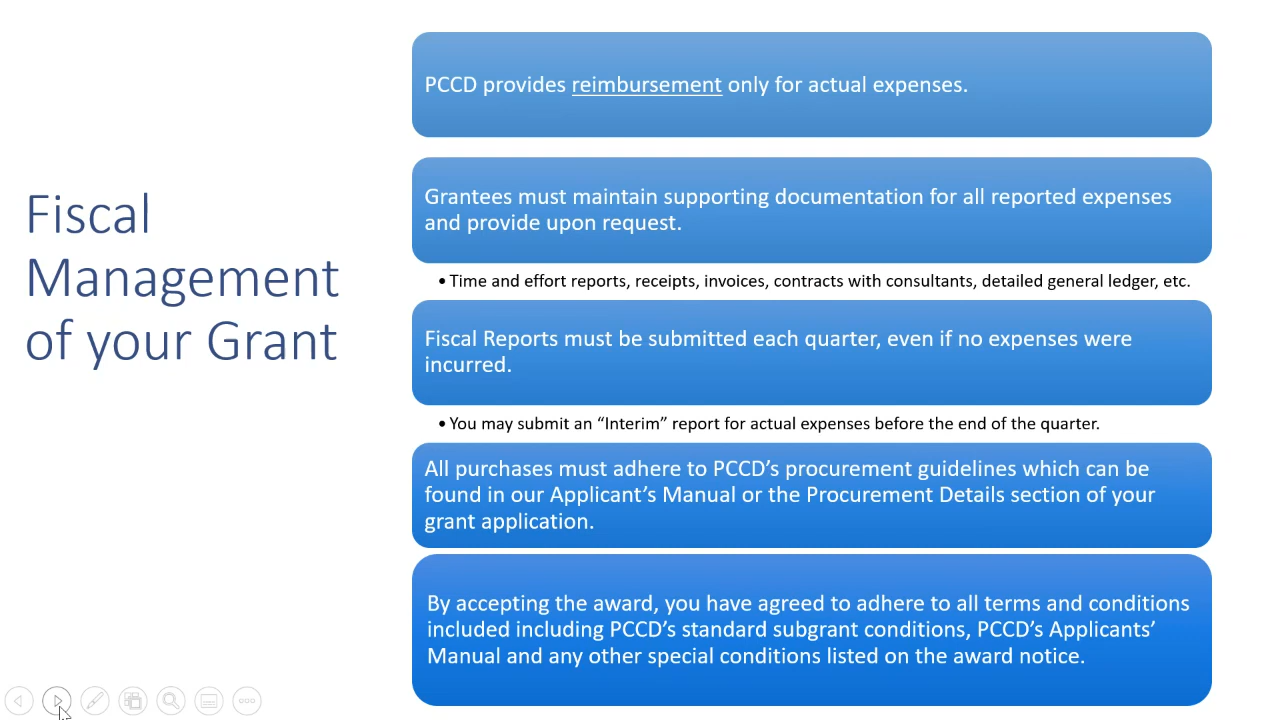 Fiscal
Management
of your Grant
PCCD provides reimbursement only for actual expenses.
Grantees must maintain supporting documentation for all reported expenses
and provide upon request.
• Time and effort reports, receipts, invoices, contracts with consultants, detailed general ledger, etc.
Fiscal Reports must be submitted each quarter, even if no expenses were
incurred.
• You may submit an “Interim” report for actual expenses before the end of the quarter.
All purchases must adhere to PCCD’s procurement guidelines which can be
found in our Applicant’s Manual or the Procurement Details section of your
grant application.
By accepting the award, you have agreed to adhere to all terms and conditions
included including PCCD’s standard subgrant conditions, PCCD’s Applicants’
Manual and any other special conditions listed on the award notice.